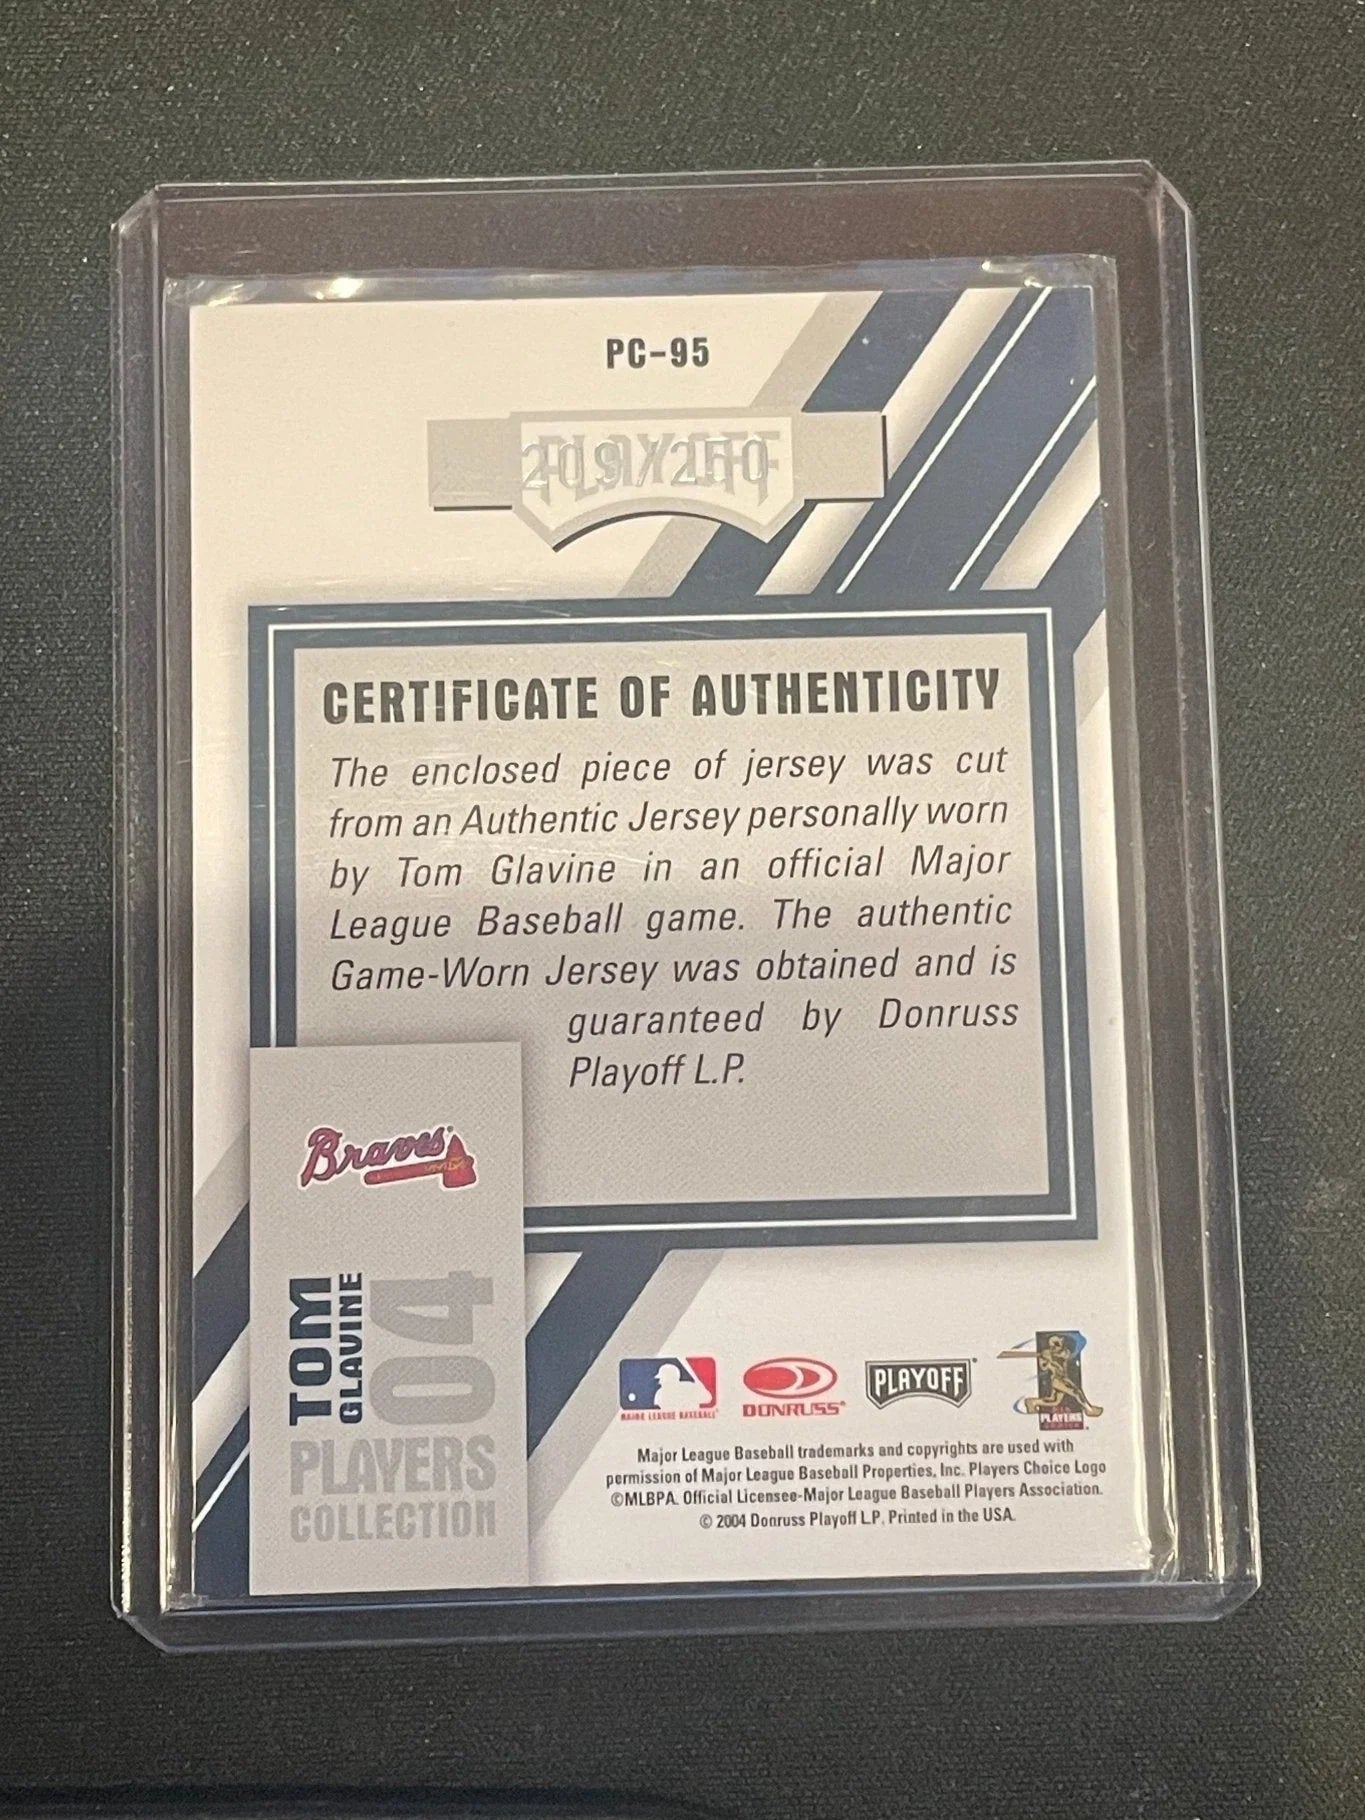 PC-95
PLAYOFF
209/250
CERTIFICATE OF AUTHENTICITY
The enclosed piece of jersey was cut
from an Authentic Jersey personally worn
by Tom Glavine in an official Major
League Baseball game. The authentic
Game-Worn Jersey was obtained and is
guaranteed by Donruss
Playoff L.P.
Braves
TOM
GLAVINE
04
PLAYERS
COLLECTION
MAJOR LEAGUE BASEBALL
DONRUSS
PLAYOFF
PLAYERS
Major League Baseball trademarks and copyrights are used with
permission of Major League Baseball Properties, Inc. Players Choice Logo
©MLBPA. Official Licensee-Major League Baseball Players Association.
© 2004 Donruss Playoff L.P. Printed in the USA.